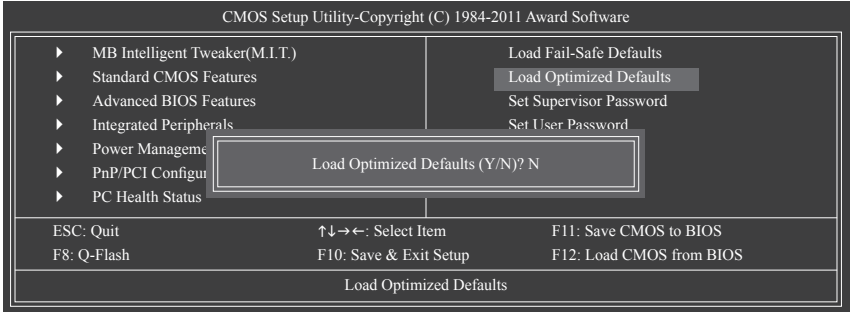 CMOS Setup Utility-Copyright (C) 1984-2011 Award Software
MB Intelligent Tweaker(M.I.T.)
Standard CMOS Features
Advanced BIOS Features
Integrated Peripherals
Power Manageme
PnP/PCI Configur
PC Health Status
Load Fail-Safe Defaults
Load Optimized Defaults
Set Supervisor Password
Set User Password
Load Optimized Defaults (Y/N)? N
ESC: Quit ↑↓→←: Select Item F11: Save CMOS to BIOS
F8: Q-Flash F10: Save & Exit Setup F12: Load CMOS from BIOS
Load Optimized Defaults